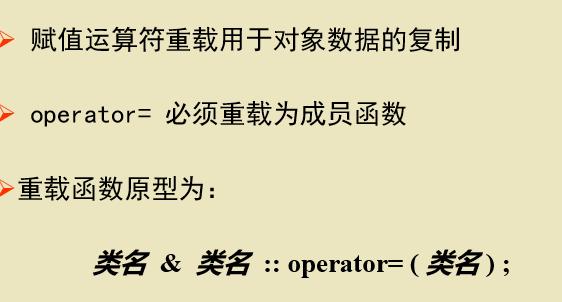 ➢ 赋值运算符重载用于对象数据的复制
➢ operator= 必须重载为成员函数
➢重载函数原型为：
类名 & 类名 :: operator= ( 类名 ) ;